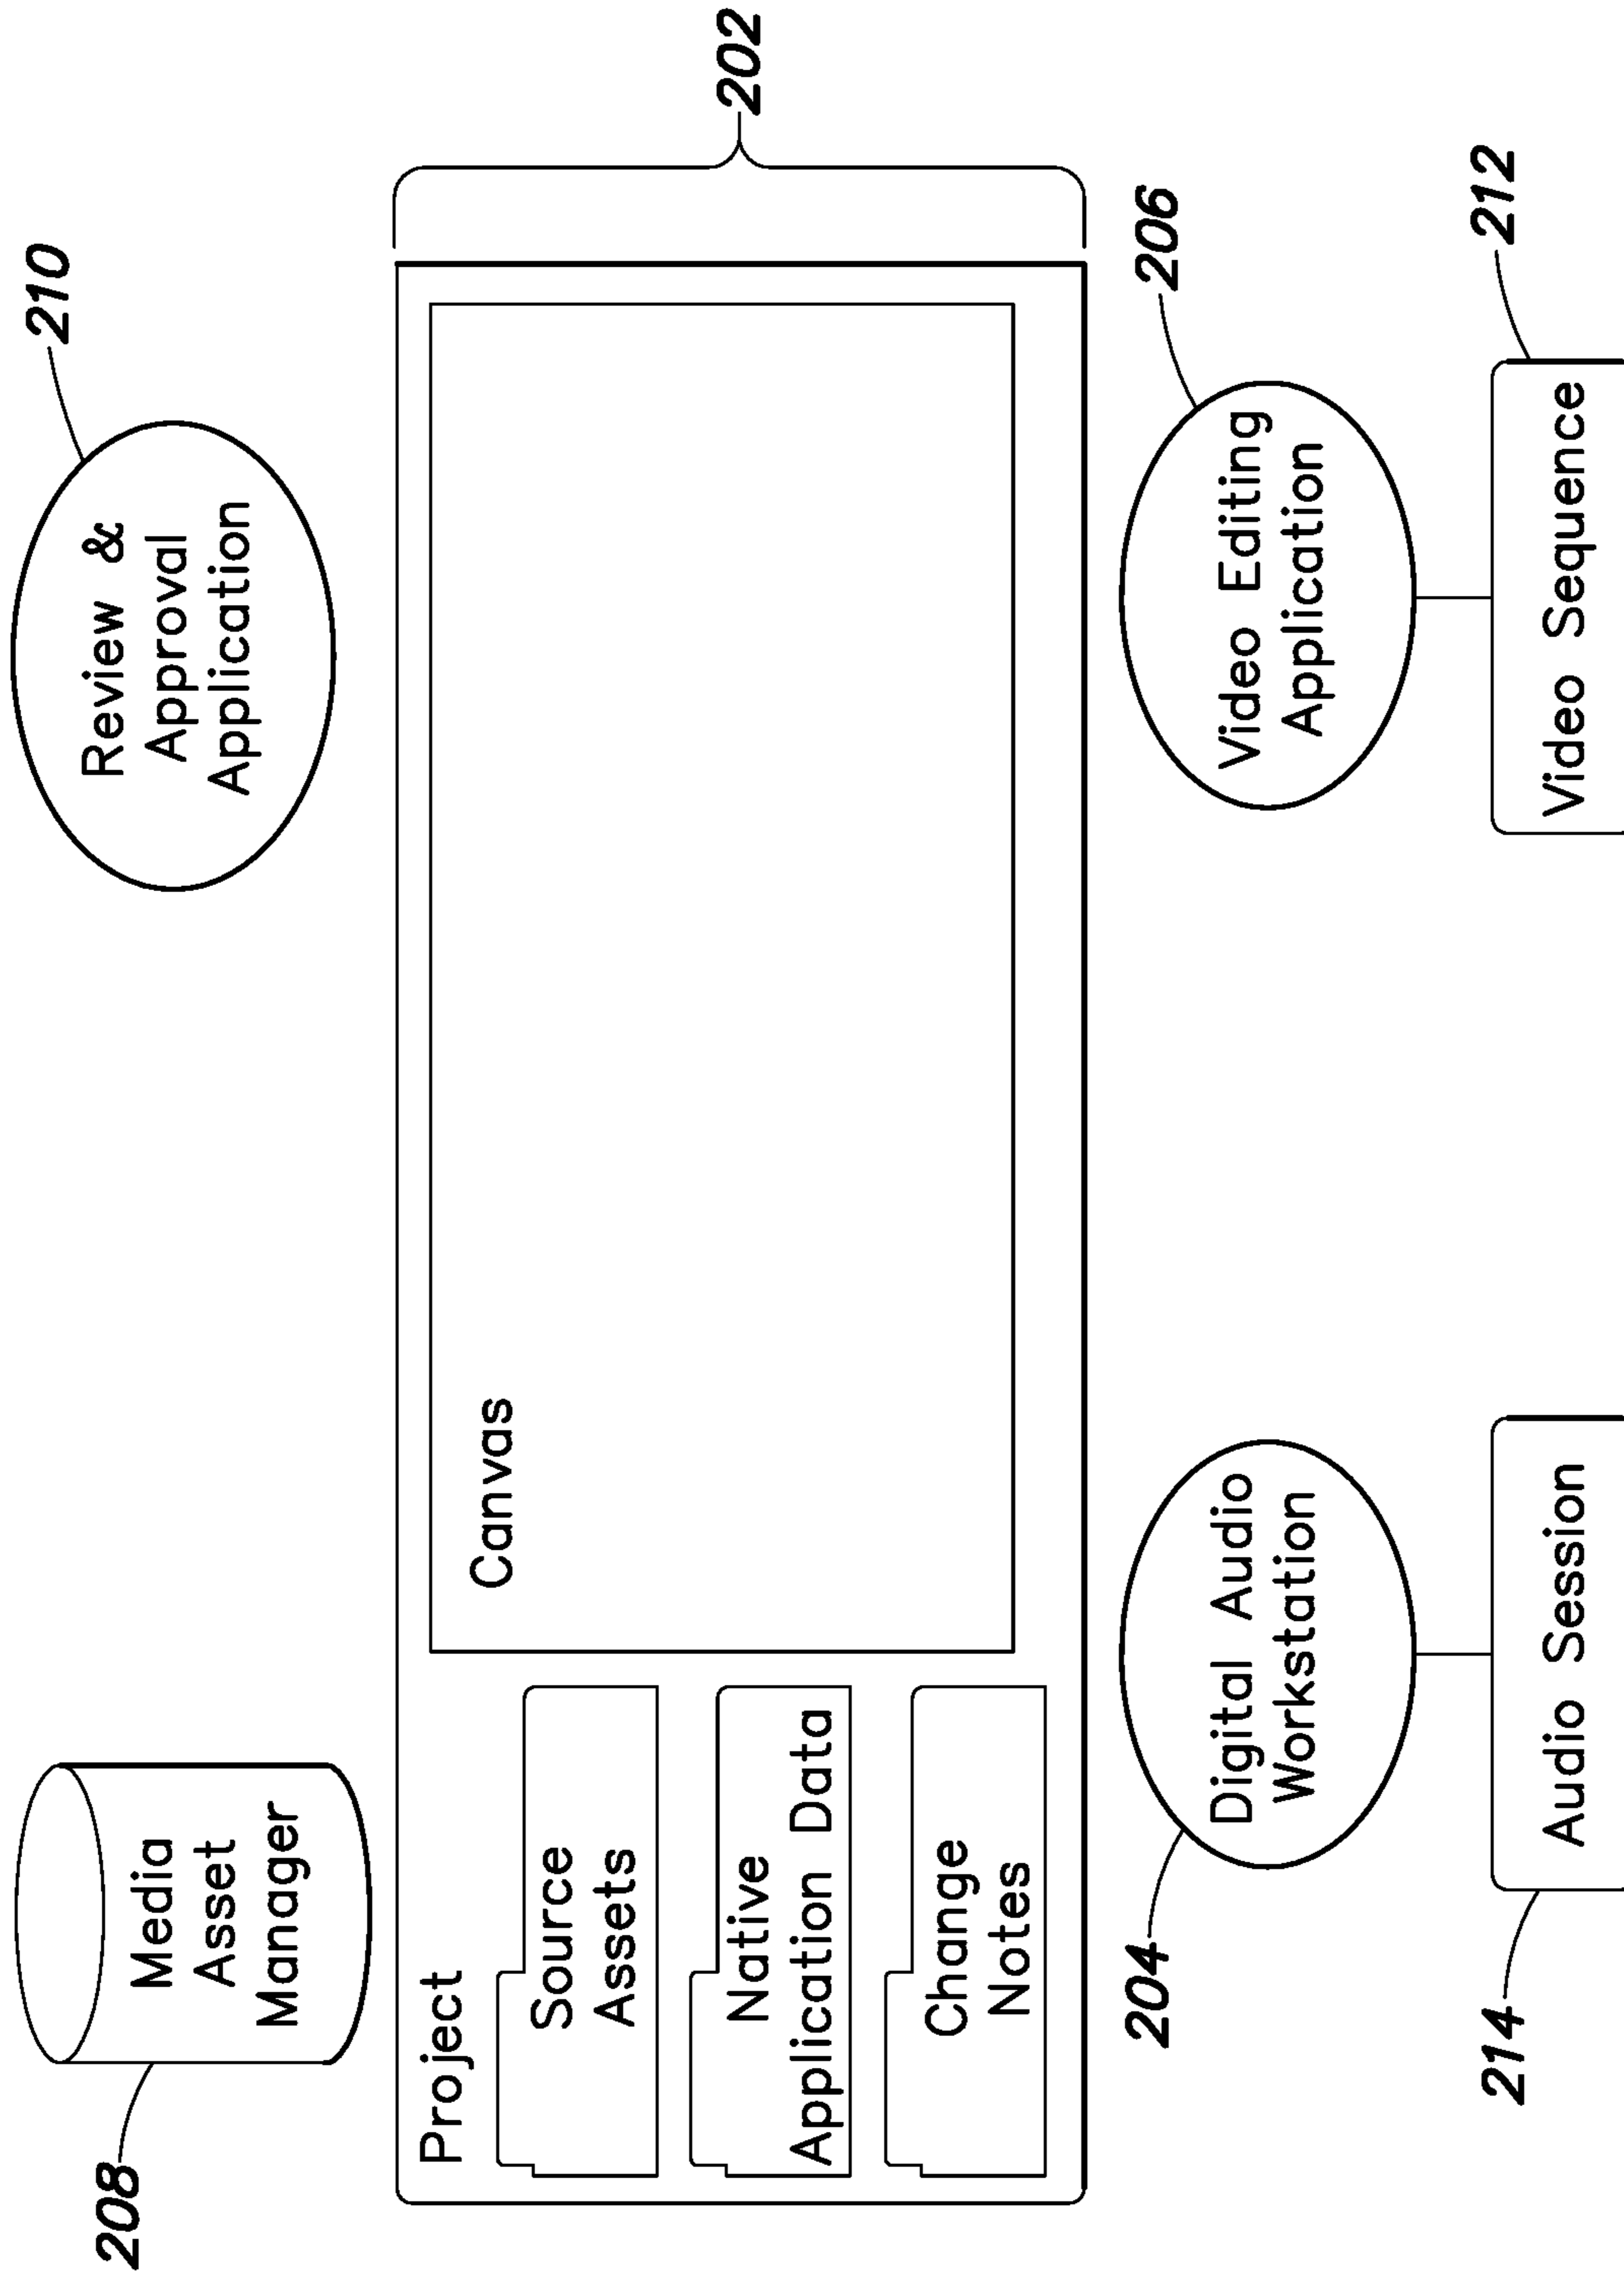 208
Media
Asset
Manager
Review &
Approval
Application
210
Project
Source
Assets
Native
Application Data
Change
Notes
Canvas
202
204
Digital Audio
Workstation
Video Editing
Application
206
214
Audio Session
Video Sequence
212